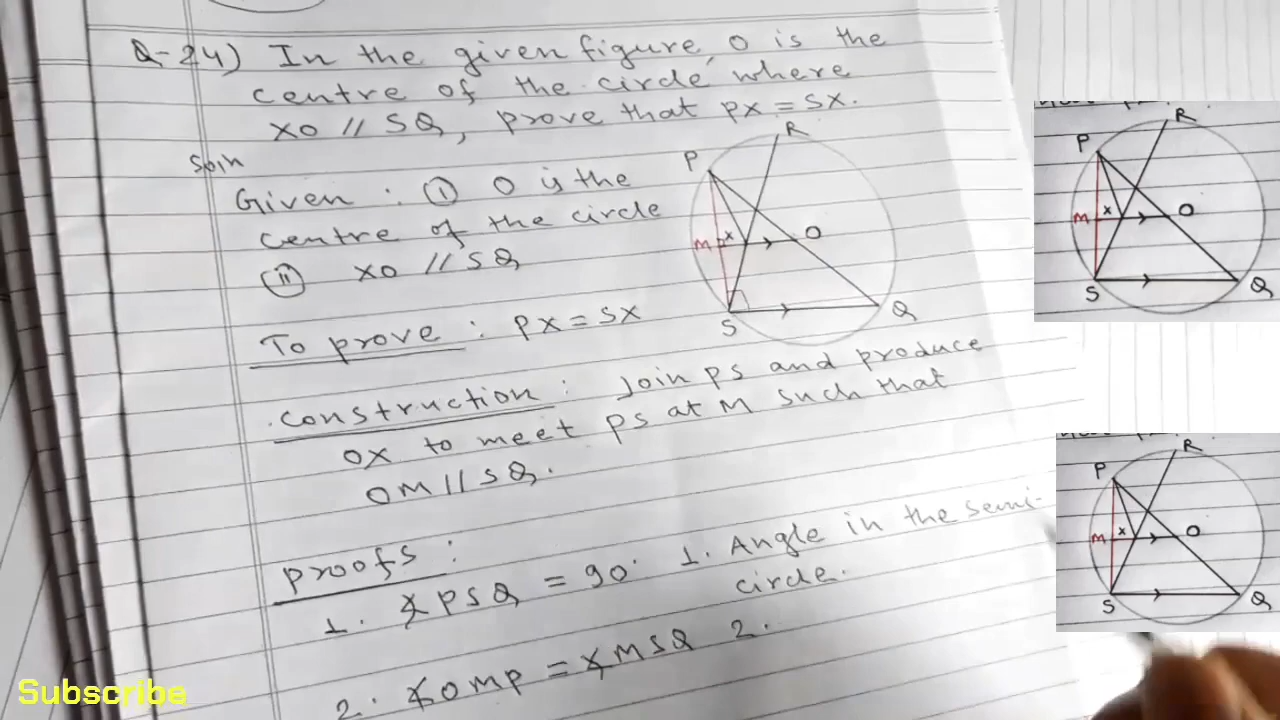 Q-24) In the given figure, O is the
centre of the circle where
XO // SQ, prove that PX = SX.
Soln
Given : (i) O is the
centre of the circle
(ii) XO // SQ
To prove : PX = SX
Construction : Join PS and produce
OX to meet PS at M such that
OM // SQ.
Proofs :
1. ∠PSQ = 90° 1. Angle in the semi-
circle.
2. ∠OMP = ∠MSQ 2.
P
R
M
X
O
S
Q
P
R
M
X
O
S
Q
P
R
M
X
O
S
Q
Subscribe